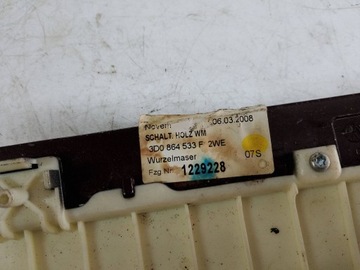 Novem 06.03.2008
SCHALT. HOLZ WM
3D0 864 533 F 2WE
Wurzelmaser 07S
Fzg Nr. 1229228